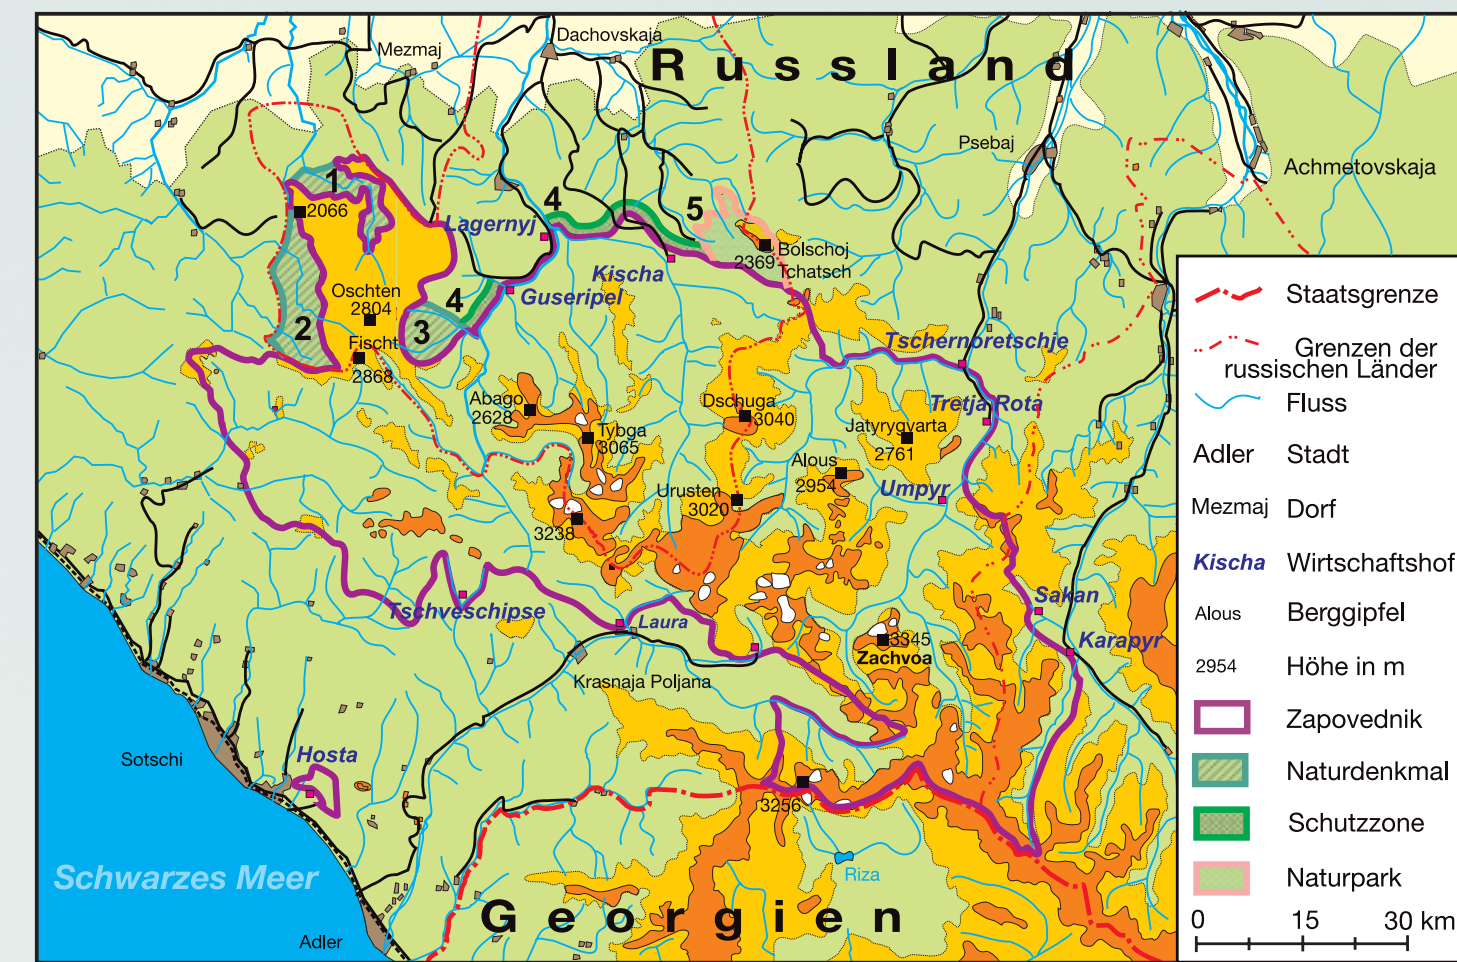 Russland
Mezmaj
Dachovskaja
Psebaj
Achmetovskaja
1
2066
4
5
Lagernyj
Bolschoj
Tchatsch
2369
Kischa
Guseripel
Oschten
2804
4
3
2
Fischt
2868
Tschernoretschje
Abago
2628
Tybga
3065
Dschuga
3040
Tretja Rota
Jatyrgvarta
2761
Alous
2954
Umpyr
Urusten
3020
3238
Tschveschipse
Laura
Sakan
Karapyr
3345
Zachvoa
Krasnaja Poljana
Sotschi
Hosta
3256
Schwarzes Meer
Riza
Georgien
Adler
Staatsgrenze
Grenzen der
russischen Länder
Fluss
Adler Stadt
Mezmaj Dorf
Kischa Wirtschaftshof
Alous Berggipfel
2954 Höhe in m
Zapovednik
Naturdenkmal
Schutzzone
Naturpark
0 15 30 km